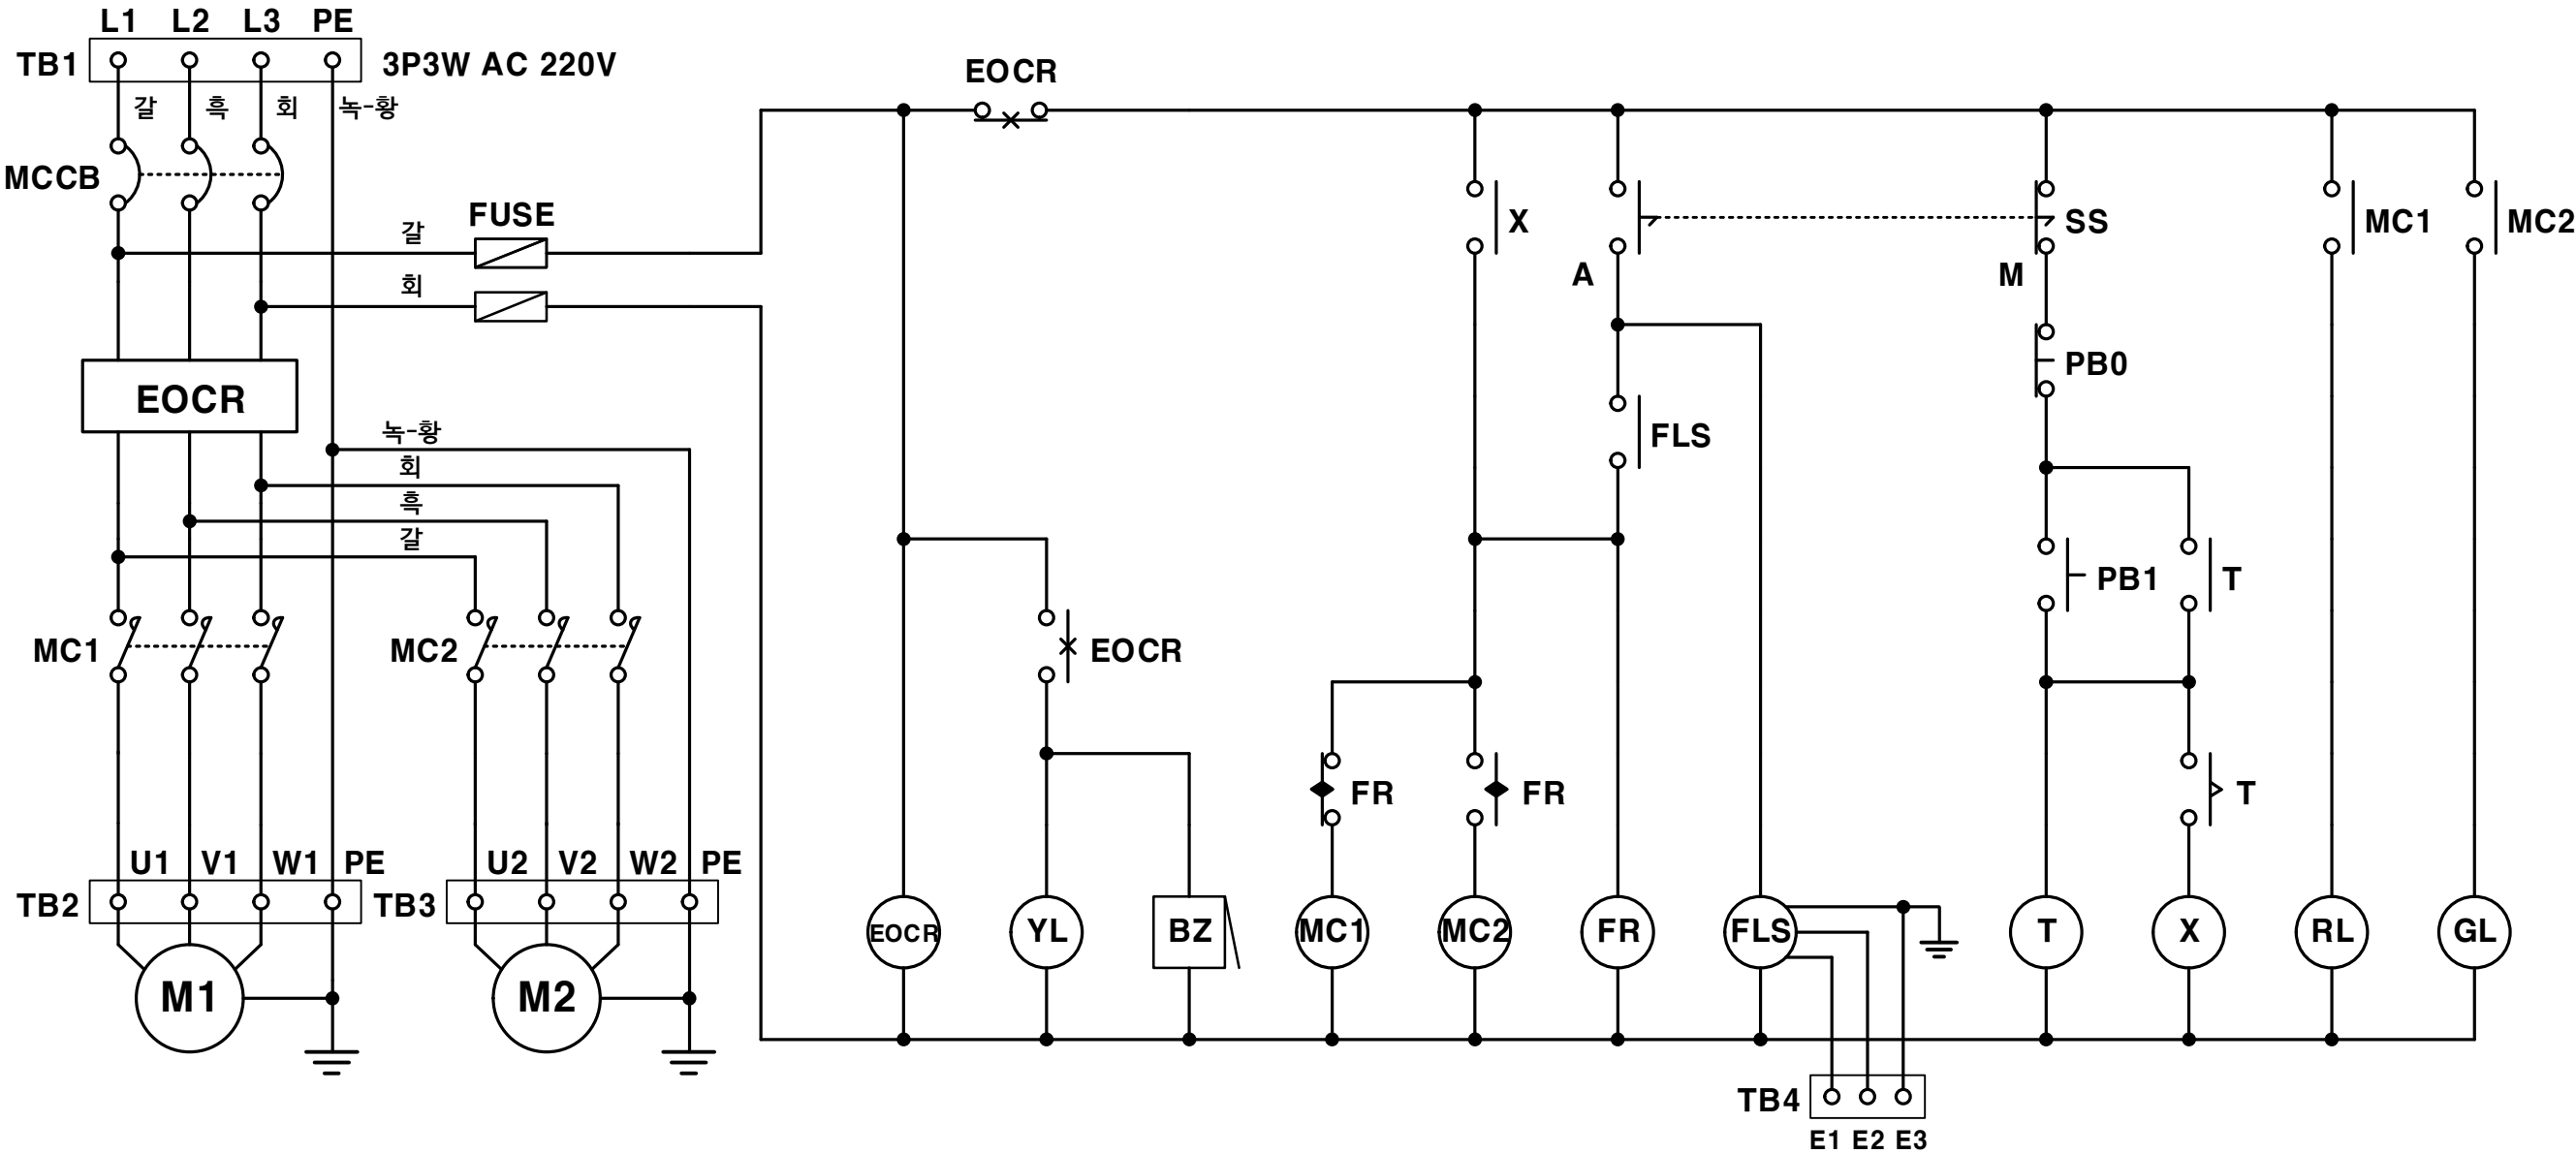 L1 L2 L3 PE
TB1 3P3W AC 220V
갈 흑 회 녹-황
EOCR
MCCB
FUSE
갈
회
X
A
SS
M
MC1
MC2
PB0
EOCR
녹-황
회
흑
갈
FLS
PB1
T
MC1
MC2
EOCR
FR
FR
T
U1 V1 W1 PE
U2 V2 W2 PE
TB2
TB3
EOCR
YL
BZ
MC1
MC2
FR
FLS
T
X
RL
GL
M1
M2
TB4
E1 E2 E3